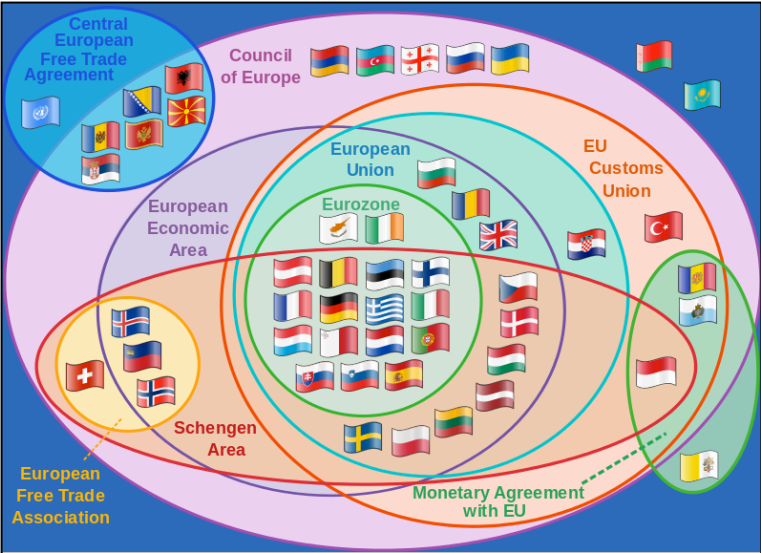 Central
European
Free Trade
Agreement
Council
of Europe
European
Union
EU
Customs
Union
Eurozone
European
Economic
Area
Schengen
Area
European
Free Trade
Association
Monetary Agreement
with EU